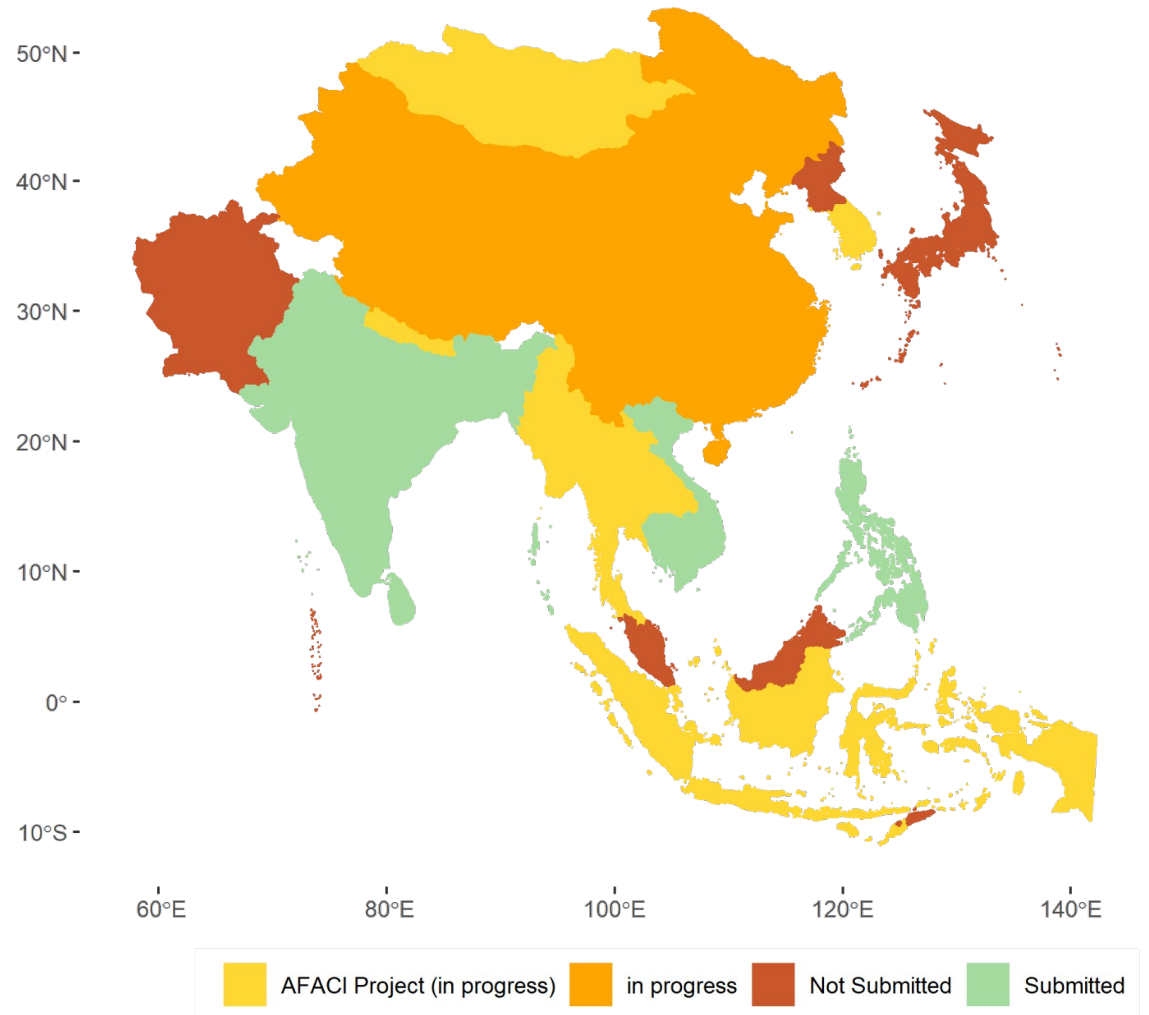 50°N
40°N
30°N
20°N
10°N
0°
10°S
60°E 80°E 100°E 120°E 140°E
AFACI Project (in progress) in progress Not Submitted Submitted